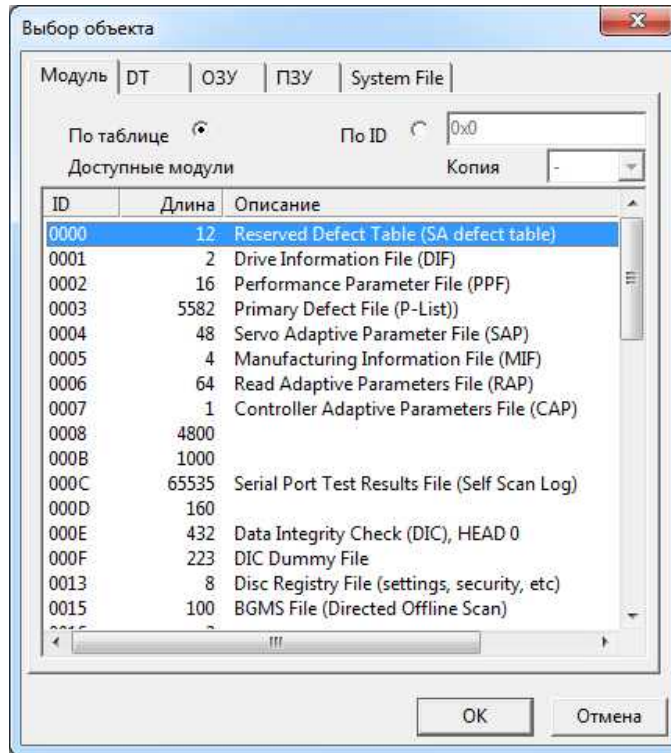 Выбор объекта
Модуль DT ОЗУ ПЗУ System File
По таблице По ID 0x0
Доступные модули Копия -
ID Длина Описание
0000 12 Reserved Defect Table (SA defect table)
0001 2 Drive Information File (DIF)
0002 16 Performance Parameter File (PPF)
0003 5582 Primary Defect File (P-List))
0004 48 Servo Adaptive Parameter File (SAP)
0005 4 Manufacturing Information File (MIF)
0006 64 Read Adaptive Parameters File (RAP)
0007 1 Controller Adaptive Parameters File (CAP)
0008 4800
000B 1000
000C 65535 Serial Port Test Results File (Self Scan Log)
000D 160
000E 432 Data Integrity Check (DIC), HEAD 0
000F 223 DIC Dummy File
0013 8 Disc Registry File (settings, security, etc)
0015 100 BGMS File (Directed Offline Scan)
OK Отмена